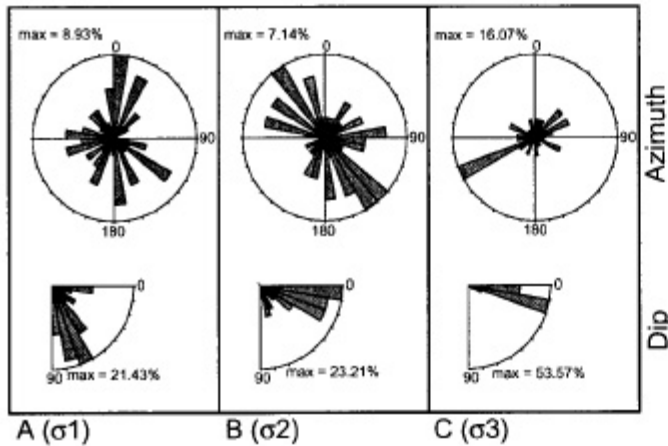 max = 8.93%
0
90
180
max = 7.14%
0
90
180
max = 16.07%
0
90
180
Azimuth
0
90
max = 21.43%
0
90
max = 23.21%
0
90
max = 53.57%
Dip
A (σ1)
B (σ2)
C (σ3)